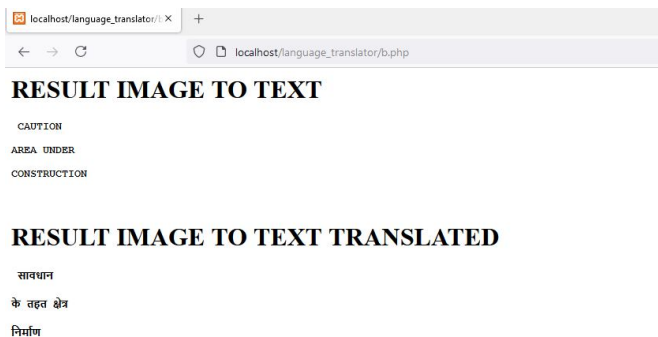 localhost/language_translator/b
localhost/language_translator/b.php
RESULT IMAGE TO TEXT
CAUTION
AREA UNDER
CONSTRUCTION
RESULT IMAGE TO TEXT TRANSLATED
सावधान
के तहत क्षेत्र
निर्माण